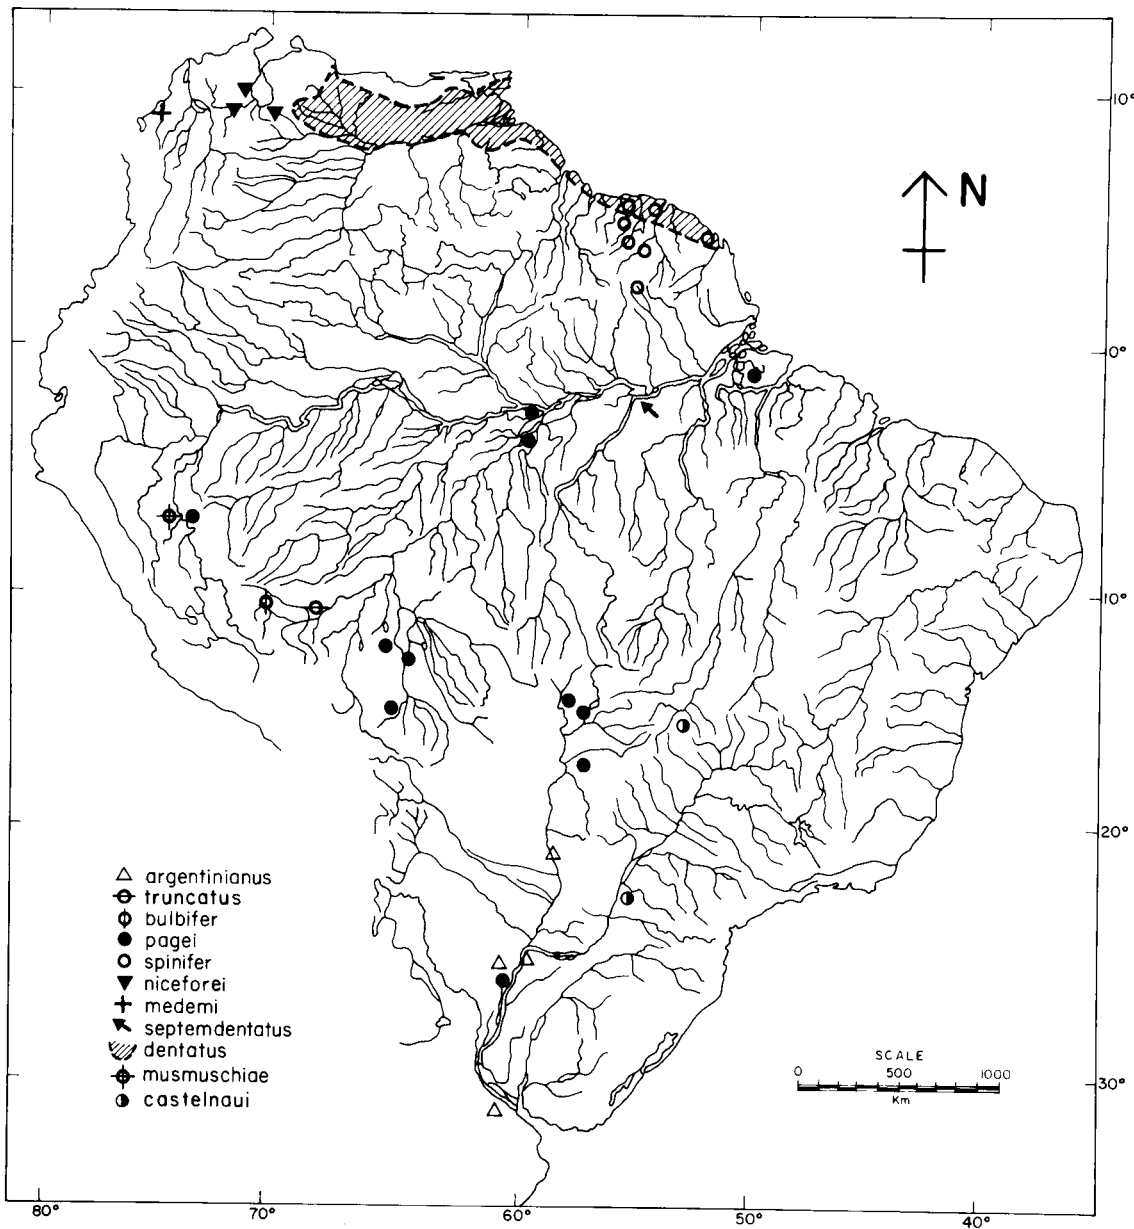 10°
N
0°
10°
20°
argentinianus
truncatus
bulbifer
pagei
spinifer
niceforei
medemi
septemdentatus
dentatus
musmuschiae
castelnaui
SCALE
0 500 1000
Km
30°
80° 70° 60° 50° 40°